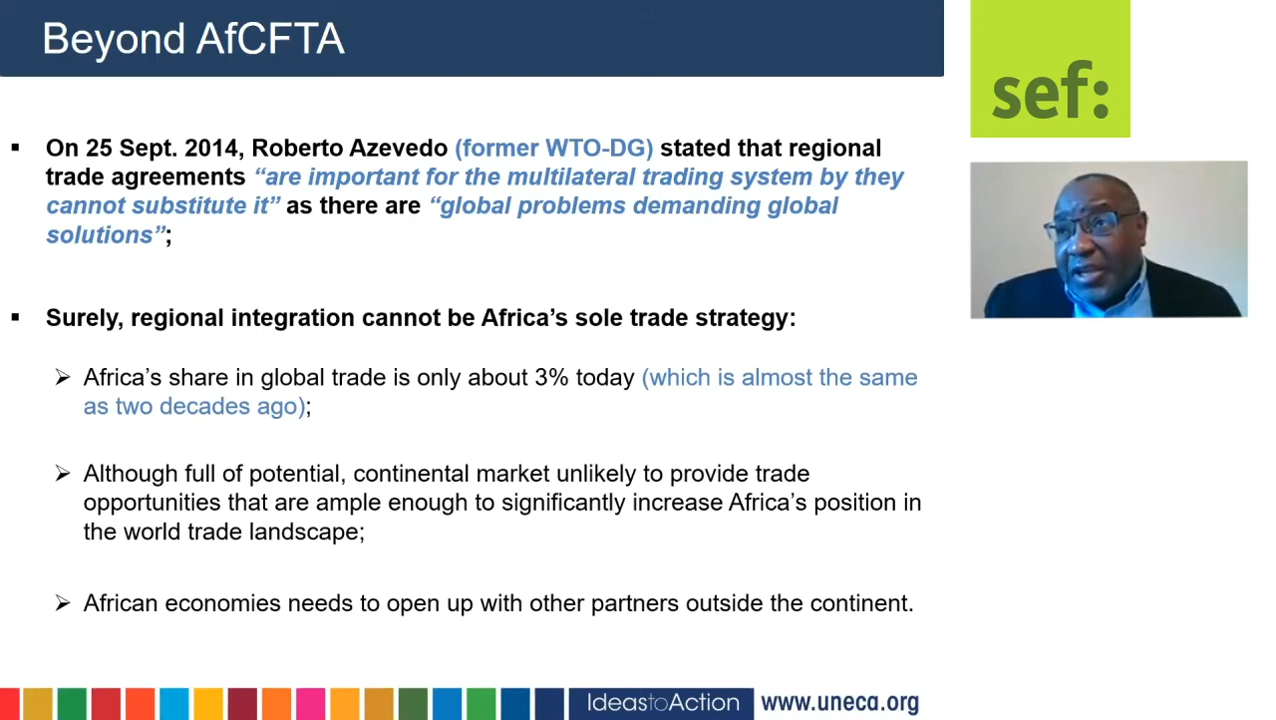 Beyond AfCFTA
sef:
▪ On 25 Sept. 2014, Roberto Azevedo (former WTO-DG) stated that regional
trade agreements “are important for the multilateral trading system by they
cannot substitute it” as there are “global problems demanding global
solutions”;
▪ Surely, regional integration cannot be Africa’s sole trade strategy:
➢ Africa’s share in global trade is only about 3% today (which is almost the same
as two decades ago);
➢ Although full of potential, continental market unlikely to provide trade
opportunities that are ample enough to significantly increase Africa’s position in
the world trade landscape;
➢ African economies needs to open up with other partners outside the continent.
IdeastoAction www.uneca.org